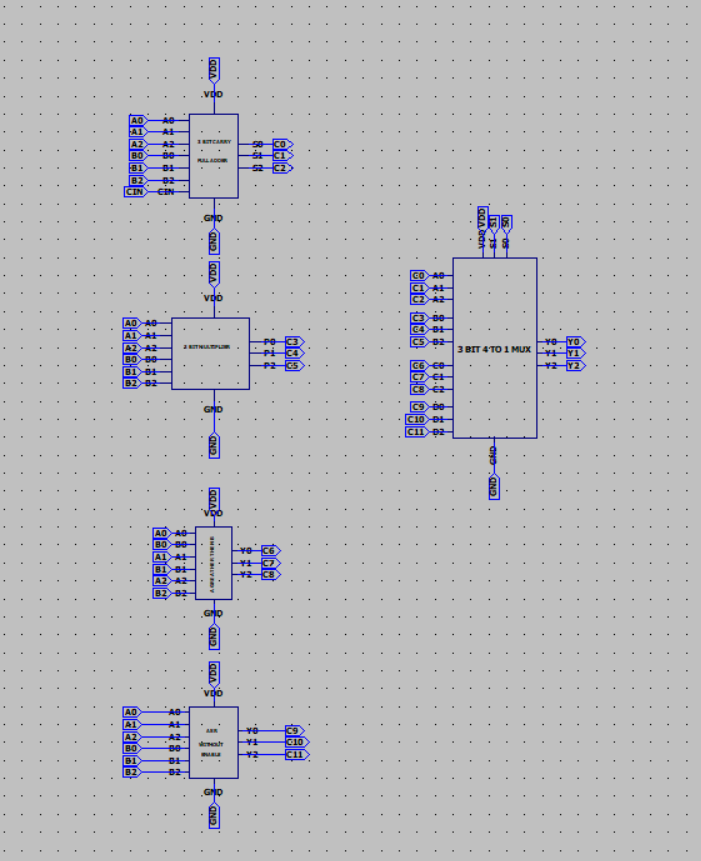 VDD
VDD
A0 A0
A1 A1
A2 A2
B0 B0
B1 B1
B2 B2
CIN CIN
FULL ADDER
S0 C0
S1 C1
S2 C2
GND
GND
VDD
VDD
A0 A0
A1 A1
A2 A2
B0 B0
B1 B1
B2 B2
P0 C3
P1 C4
P2 C5
GND
GND
VDD
VDD
A0 A0
B0 B0
A1 A1
B1 B1
A2 A2
B2 B2
Y0 C6
Y1 C7
Y2 C8
GND
GND
VDD
VDD
A0 A0
A1 A1
A2 A2
B0 B0
B1 B1
B2 B2
WITHOUT
ENABLE
Y0 C9
Y1 C10
Y2 C11
GND
GND
VDD S1 S0
VDD S1 S0
C0 A0
C1 A1
C2 A2
C3 B0
C4 B1
C5 B2
C6 C0
C7 C1
C8 C2
C9 D0
C10 D1
C11 D2
3 BIT 4 TO 1 MUX
Y0 Y0
Y1 Y1
Y2 Y2
GND
GND